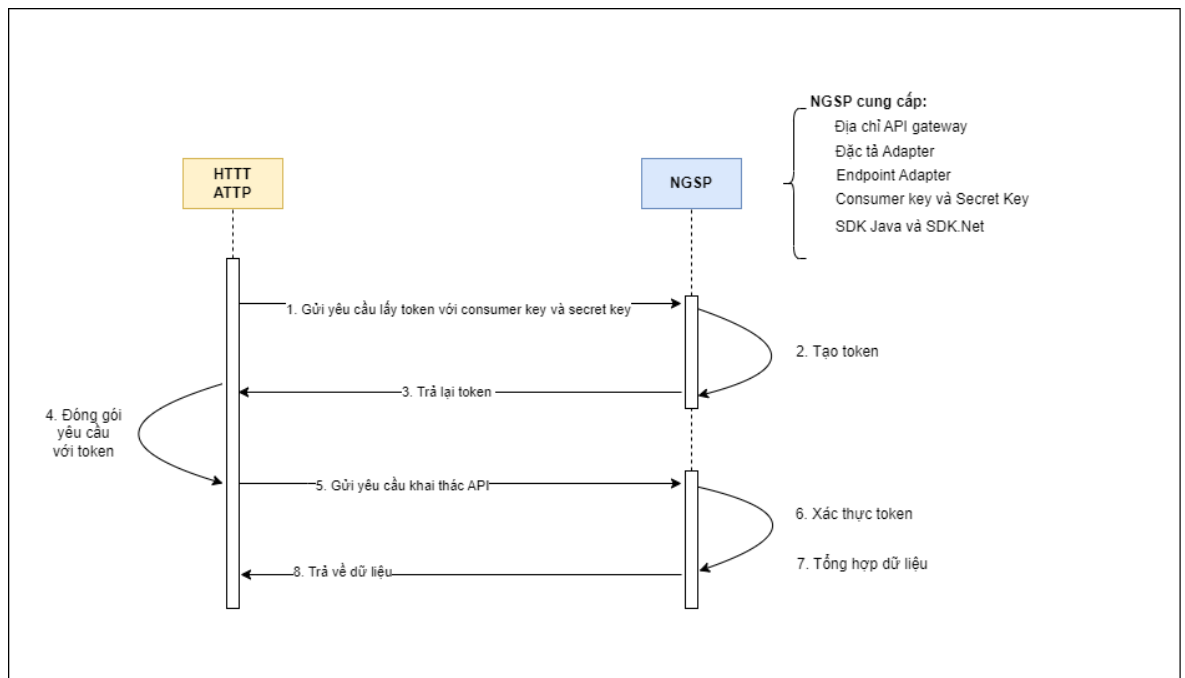 NGSP cung cấp:
Địa chỉ API gateway
Đặc tả Adapter
Endpoint Adapter
Consumer key và Secret Key
SDK Java và SDK.Net
HTTT
ATTP
NGSP
1. Gửi yêu cầu lấy token với consumer key và secret key
2. Tạo token
3. Trả lại token
4. Đóng gói
yêu cầu
với token
5. Gửi yêu cầu khai thác API
6. Xác thực token
7. Tổng hợp dữ liệu
8. Trả về dữ liệu